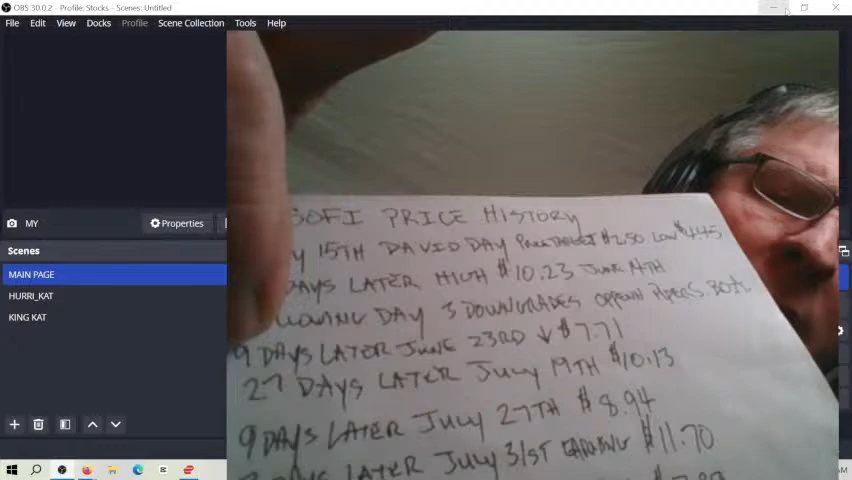 OBS 30.0.2 - Profile: Stocks - Scenes: Untitled
File Edit View Docks Profile Scene Collection Tools Help
SOFI PRICE HISTORY
Y 15TH DAVID DAY PRICE TARGET $2.50 LOW $4.45
DAYS LATER HIGH $10.23 JUNE 14TH
LOWING DAY 3 DOWNGRADES
9 DAYS LATER JUNE 23RD ↓ $7.71
27 DAYS LATER JULY 19TH $10.13
9 DAYS LATER JULY 27TH $8.94
DAYS LATER JULY 31ST $11.70
MY
Properties
Scenes
MAIN PAGE
HURRI_KAT
KING KAT